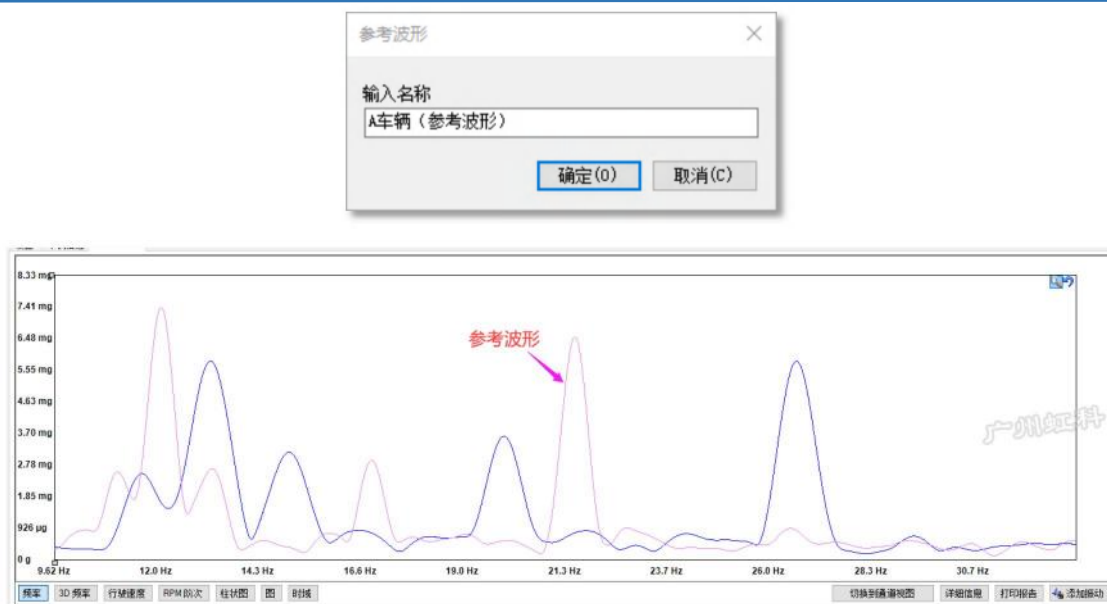 参考波形
输入名称
A车辆（参考波形）
确定(O)
取消(C)
8.33 mg
7.41 mg
6.48 mg
5.55 mg
4.63 mg
3.70 mg
2.78 mg
1.85 mg
926 μg
0 g
参考波形
广州虹科
9.62 Hz 12.0 Hz 14.3 Hz 16.6 Hz 19.0 Hz 21.3 Hz 23.7 Hz 26.0 Hz 28.3 Hz 30.7 Hz
频率 3D 频率 行驶速度 RPM 阶次 柱状图 图 时域 切换到通道视图 详细信息 打印报告 添加振动